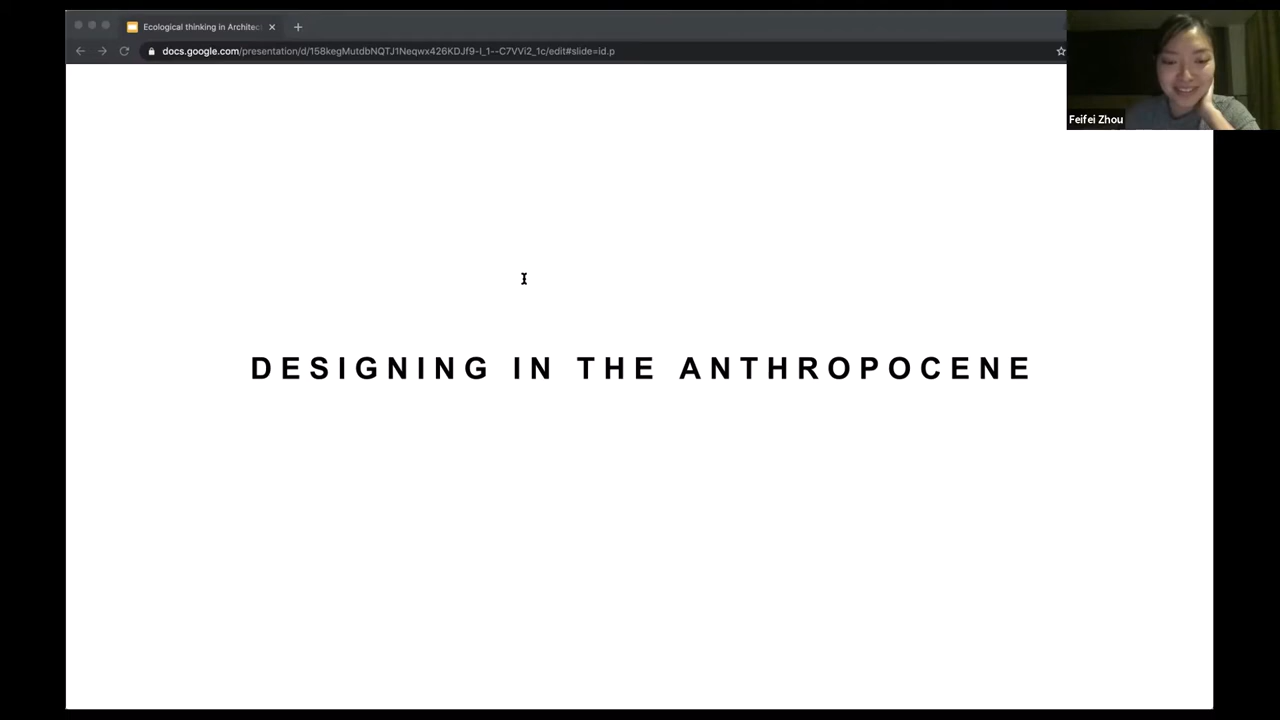 Ecological thinking in Architec
docs.google.com/presentation/d/158kegMutdbNQTJ1Neqwx426KDJf9-I_1--C7VVi2_1c/edit#slide=id.p
Feifei Zhou
DESIGNING IN THE ANTHROPOCENE